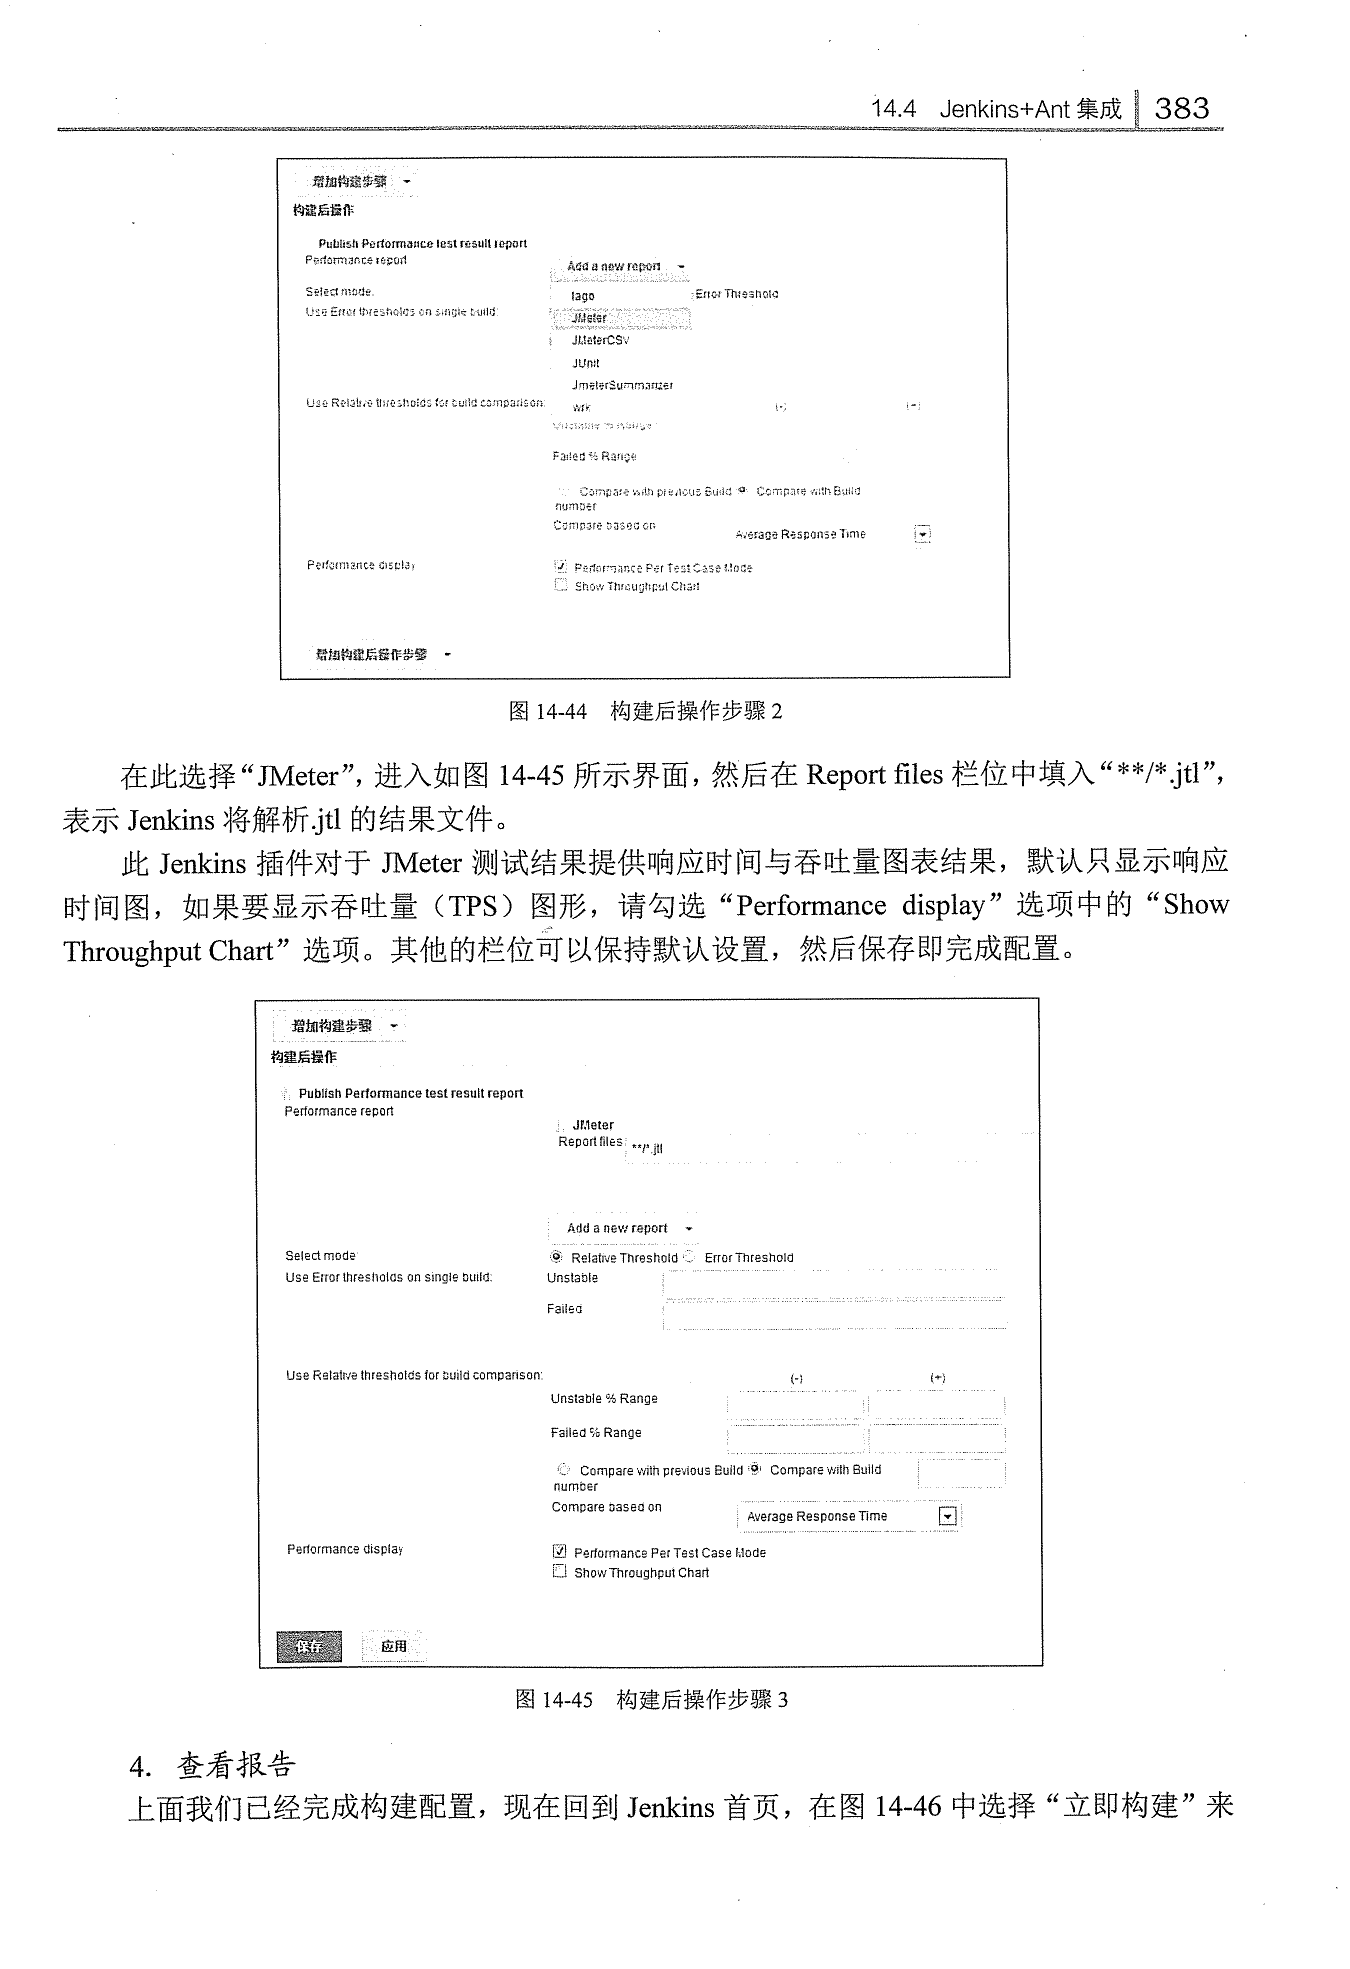 14.4 Jenkins+Ant 集成 383
增加构建步骤
构建后操作
Publish Performance test result report
Performance report
Add a new report
Select mode:
Iago
Error Threshold
Use Error thresholds on single build:
JMeter
JMeterCSV
JUnit
JmeterSummarizer
Use Relative thresholds for build comparison:
wrk
(-)
Failed % Range
Compare with previous Build Compare with Build
number
Compare based on
Average Response Time
Performance display
Performance Per Test Case Mode
Show Throughput Chart
增加构建后操作步骤
图 14-44 构建后操作步骤 2
在此选择“JMeter”，进入如图 14-45 所示界面，然后在 Report files 栏位中填入“**/*.jtl”，
表示 Jenkins 将解析.jtl 的结果文件。
此 Jenkins 插件对于 JMeter 测试结果提供响应时间与吞吐量图表结果，默认只显示响应
时间图，如果要显示吞吐量（TPS）图形，请勾选“Performance display”选项中的“Show
Throughput Chart”选项。其他的栏位可以保持默认设置，然后保存即完成配置。
增加构建步骤
构建后操作
Publish Performance test result report
Performance report
JMeter
Report files
**/*.jtl
Add a new report
Select mode
Relative Threshold Error Threshold
Use Error thresholds on single build:
Unstable
Failed
Use Relative thresholds for build comparison:
(-) (+)
Unstable % Range
Failed % Range
Compare with previous Build Compare with Build
number
Compare based on
Average Response Time
Performance display
Performance Per Test Case Mode
Show Throughput Chart
保存 应用
图 14-45 构建后操作步骤 3
4. 查看报告
上面我们已经完成构建配置，现在回到 Jenkins 首页，在图 14-46 中选择“立即构建”来